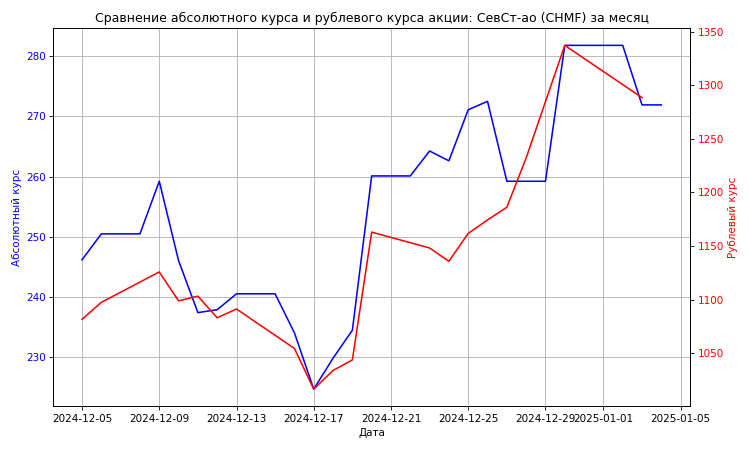 Сравнение абсолютного курса и рублевого курса акции: СевСт-ао (CHMF) за месяц
Абсолютный курс
280
270
260
250
240
230
1350
1300
1250
1200
1150
1100
1050
Рублевый курс
2024-12-05 2024-12-09 2024-12-13 2024-12-17 2024-12-21 2024-12-25 2024-12-29 2025-01-01 2025-01-05
Дата